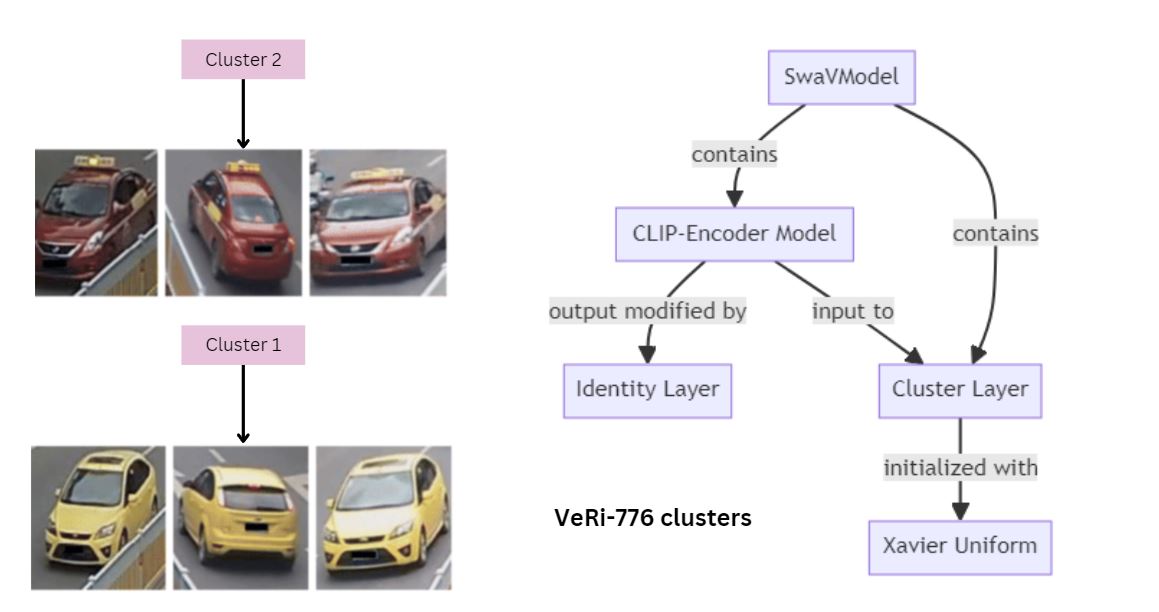 Cluster 2
Cluster 1
SwaVModel
contains
CLIP-Encoder Model
contains
output modified by
input to
Identity Layer
Cluster Layer
initialized with
VeRi-776 clusters
Xavier Uniform